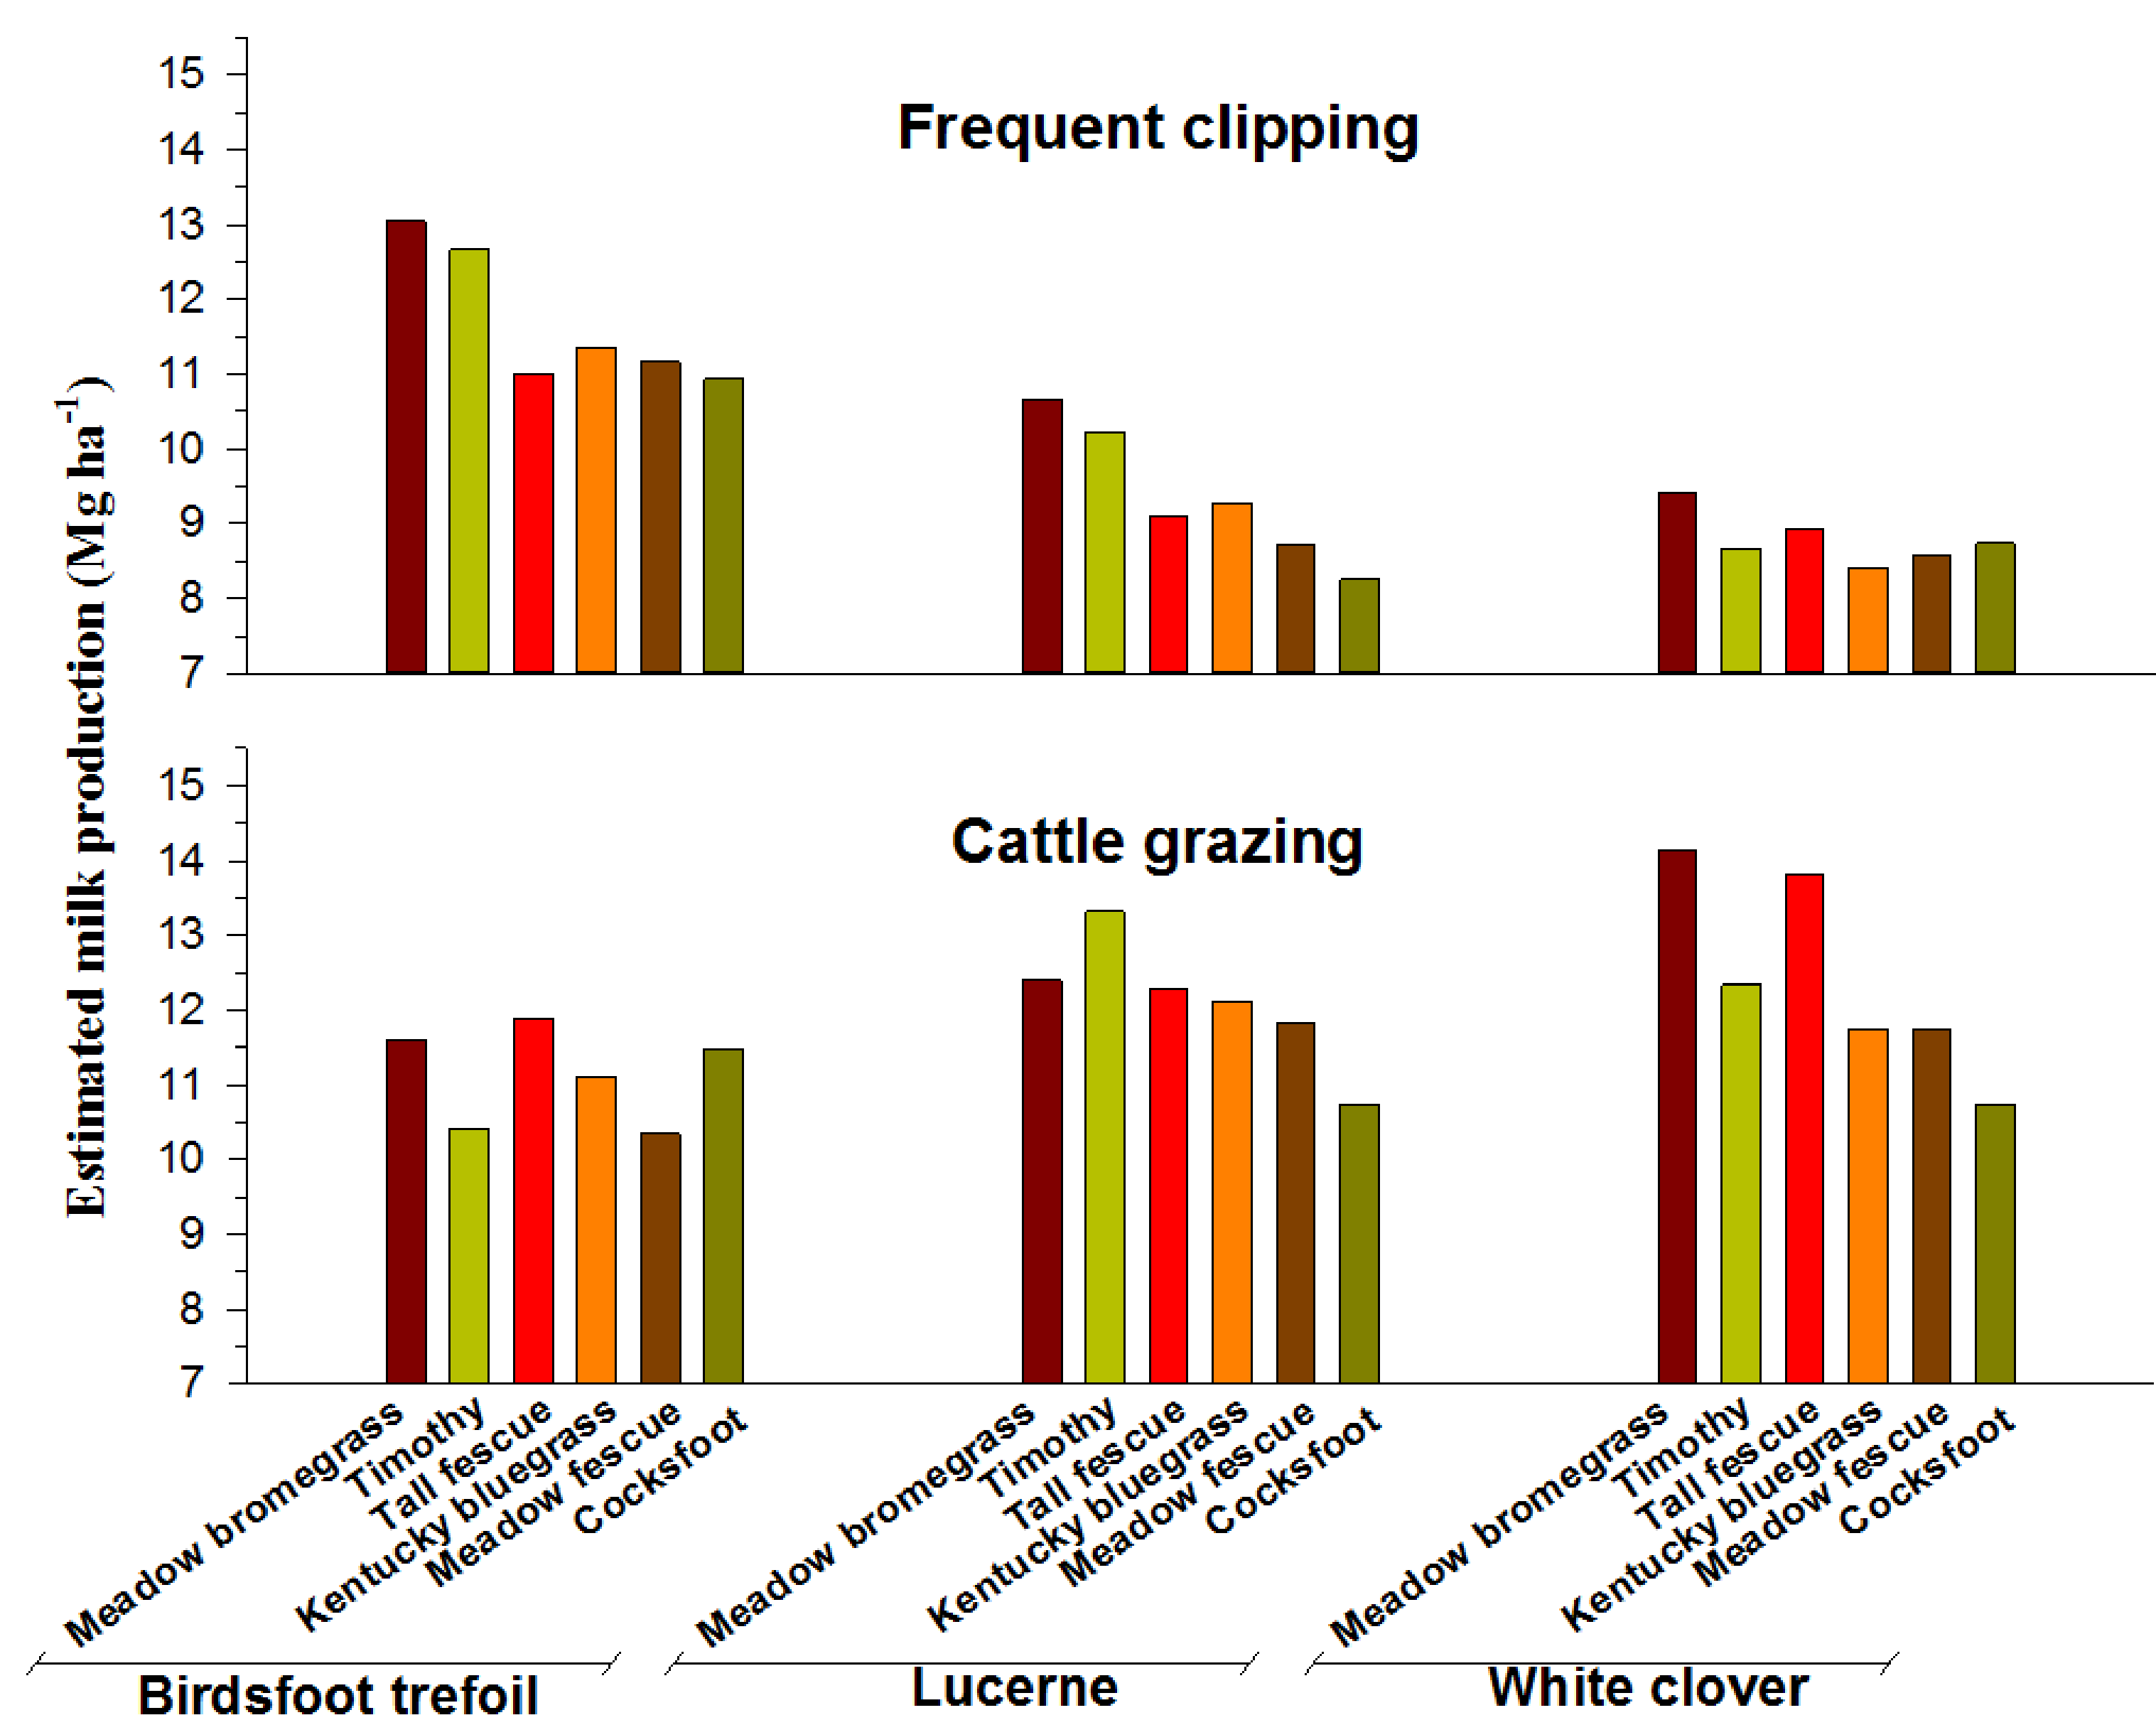 Estimated milk production (Mg ha-1)
Frequent clipping
15
14
13
12
11
10
9
8
7
Cattle grazing
15
14
13
12
11
10
9
8
7
Meadow bromegrass
Timothy
Tall fescue
Kentucky bluegrass
Meadow fescue
Cocksfoot
Meadow bromegrass
Timothy
Tall fescue
Kentucky bluegrass
Meadow fescue
Cocksfoot
Meadow bromegrass
Timothy
Tall fescue
Kentucky bluegrass
Meadow fescue
Cocksfoot
Birdsfoot trefoil
Lucerne
White clover